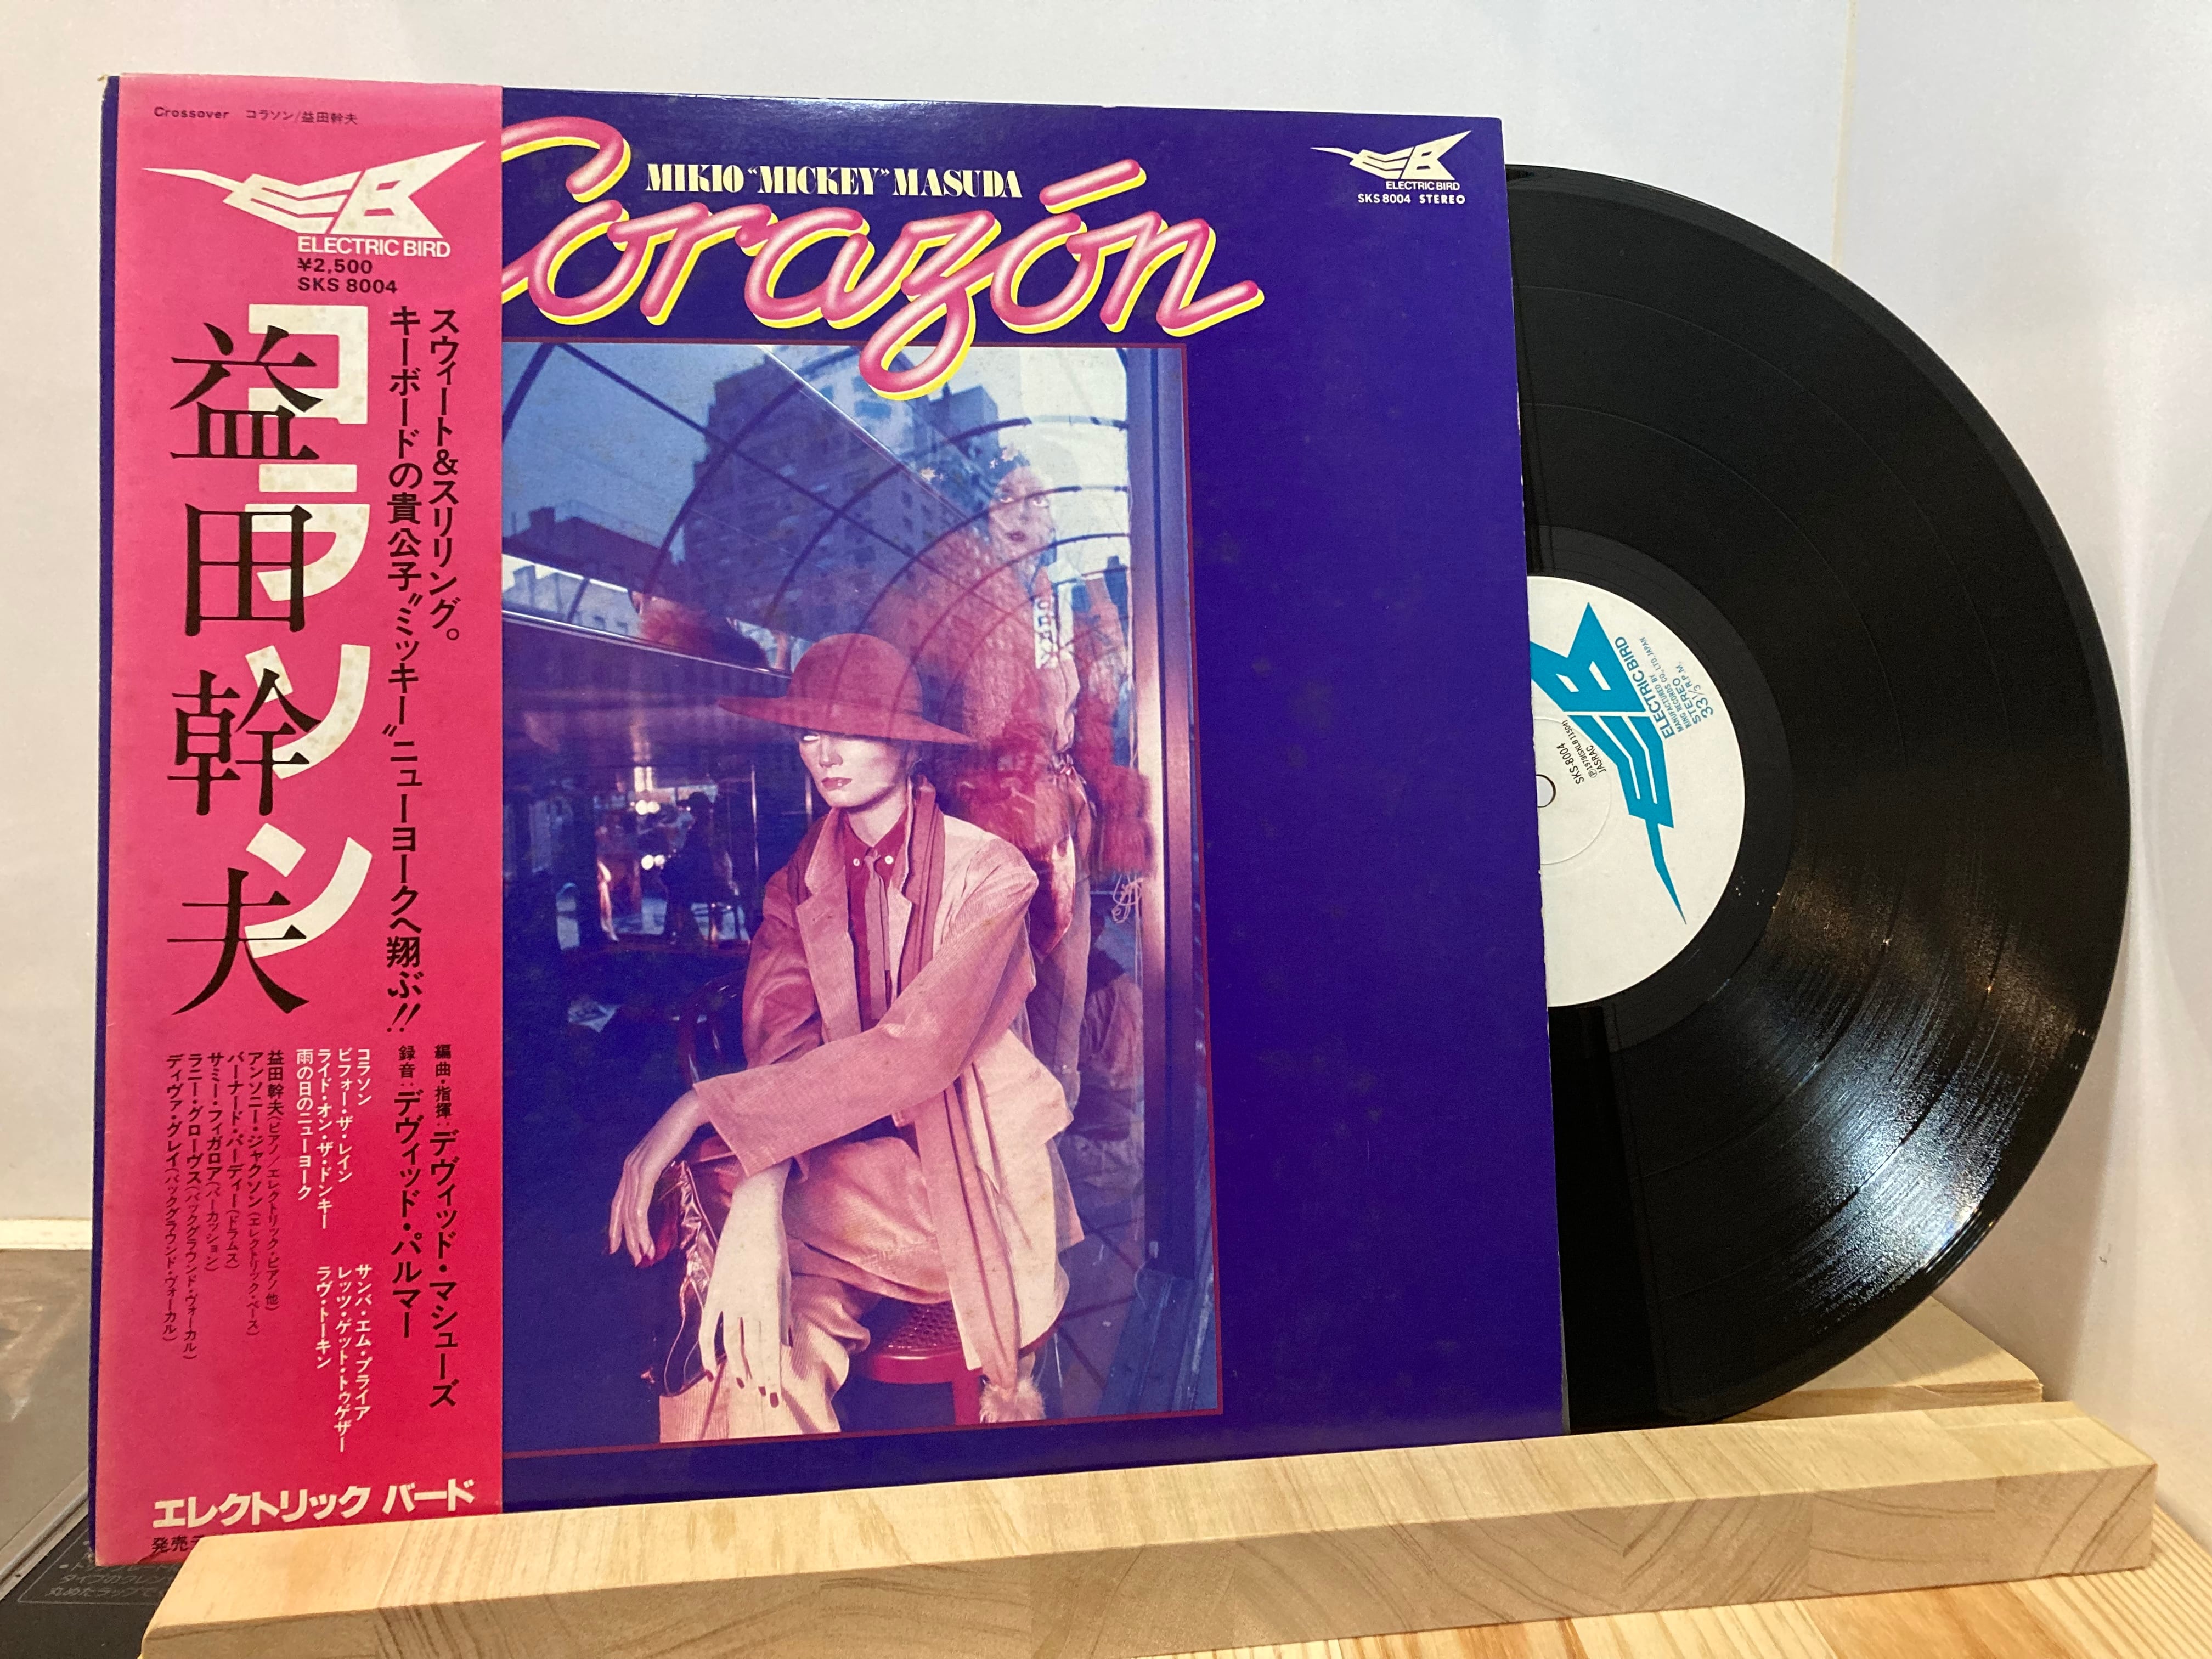 Crossover コラソン/益田幹夫
ELECTRIC BIRD
¥2,500
SKS 8004
スウィート&スリリング。
キーボードの貴公子〝ミッキー〟ニューヨークへ翔ぶ!!
コラソン
益田幹夫
編曲・指揮:デヴィッド・マシューズ
録音:デヴィッド・パルマー
コラソン
ビフォー・ザ・レイン
ライド・オン・ザ・ドンキー
雨の日のニューヨーク
サンバ・エム・プライア
レッツ・ゲット・トゥゲザー
ラヴ・トーキン
益田幹夫(ピアノ/エレクトリック・ピアノ他)
アンソニー・ジャクソン(エレクトリック・ベース)
バーナード・パーディー(ドラムス)
サミー・フィガロア(パーカッション)
ラニー・グローヴス(バックグラウンド・ヴォーカル)
ディヴァ・グレイ(バックグラウンド・ヴォーカル)
エレクトリック バード
発売
MIKIO "MICKEY" MASUDA
Corazón
EB
ELECTRIC BIRD
SKS 8004 STEREO
ELECTRIC BIRD
MANUFACTURED BY
KING RECORDS CO., LTD. JAPAN
STEREO
33 1/3 R.P.M.
SKS-8004
JASRAC